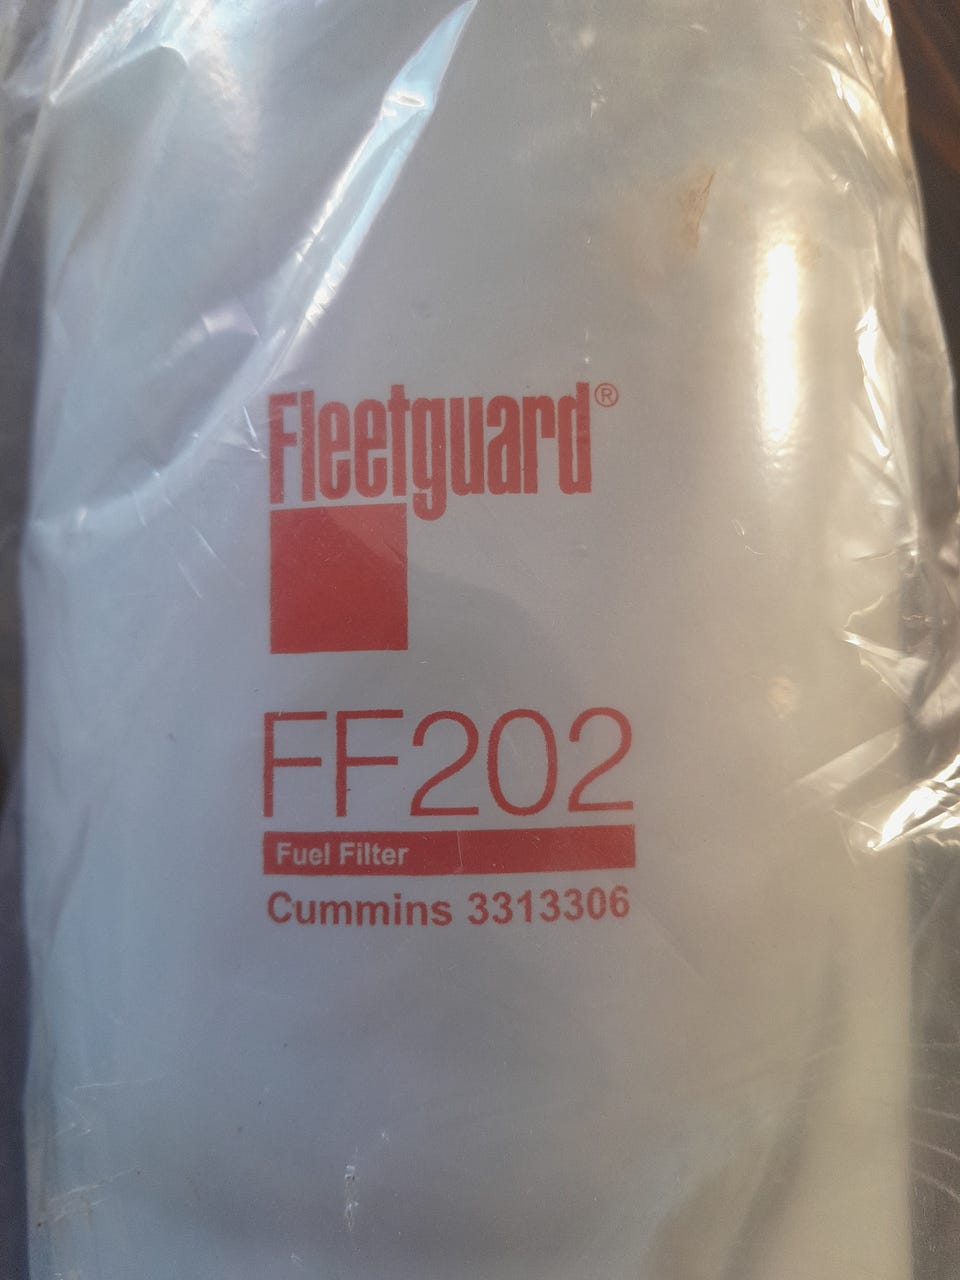 Fleetguard®
FF202
Fuel Filter
Cummins 3313306